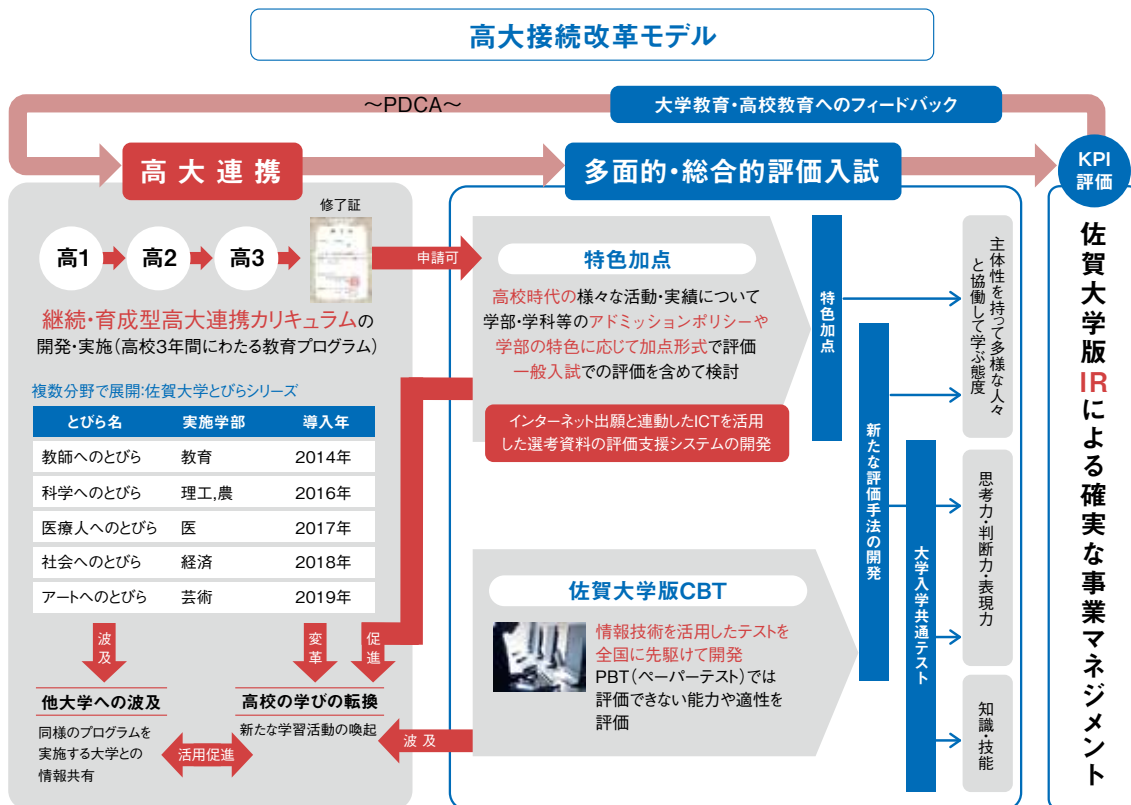 高大接続改革モデル
～PDCA～
大学教育・高校教育へのフィードバック
高大連携
多面的・総合的評価入試
KPI
評価
修了証
高1
高2
高3
申請可
継続・育成型高大連携カリキュラムの
開発・実施（高校3年間にわたる教育プログラム）
複数分野で展開:佐賀大学とびらシリーズ
とびら名 実施学部 導入年
教師へのとびら 教育 2014年
科学へのとびら 理工,農 2016年
医療人へのとびら 医 2017年
社会へのとびら 経済 2018年
アートへのとびら 芸術 2019年
波及
変革
促進
他大学への波及
同様のプログラムを
実施する大学との
情報共有
活用促進
高校の学びの転換
新たな学習活動の喚起
波及
特色加点
高校時代の様々な活動・実績について
学部・学科等のアドミッションポリシーや
学部の特色に応じて加点形式で評価
一般入試での評価を含めて検討
インターネット出願と連動したICTを活用
した選考資料の評価支援システムの開発
佐賀大学版CBT
情報技術を活用したテストを
全国に先駆けて開発
PBT（ペーパーテスト）では
評価できない能力や適性を
評価
特色加点
新たな評価手法の開発
大学入学共通テスト
主体性を持って多様な人々
と協働して学ぶ態度
思考力・判断力・表現力
知識・技能
佐賀大学版IRによる確実な事業マネジメント